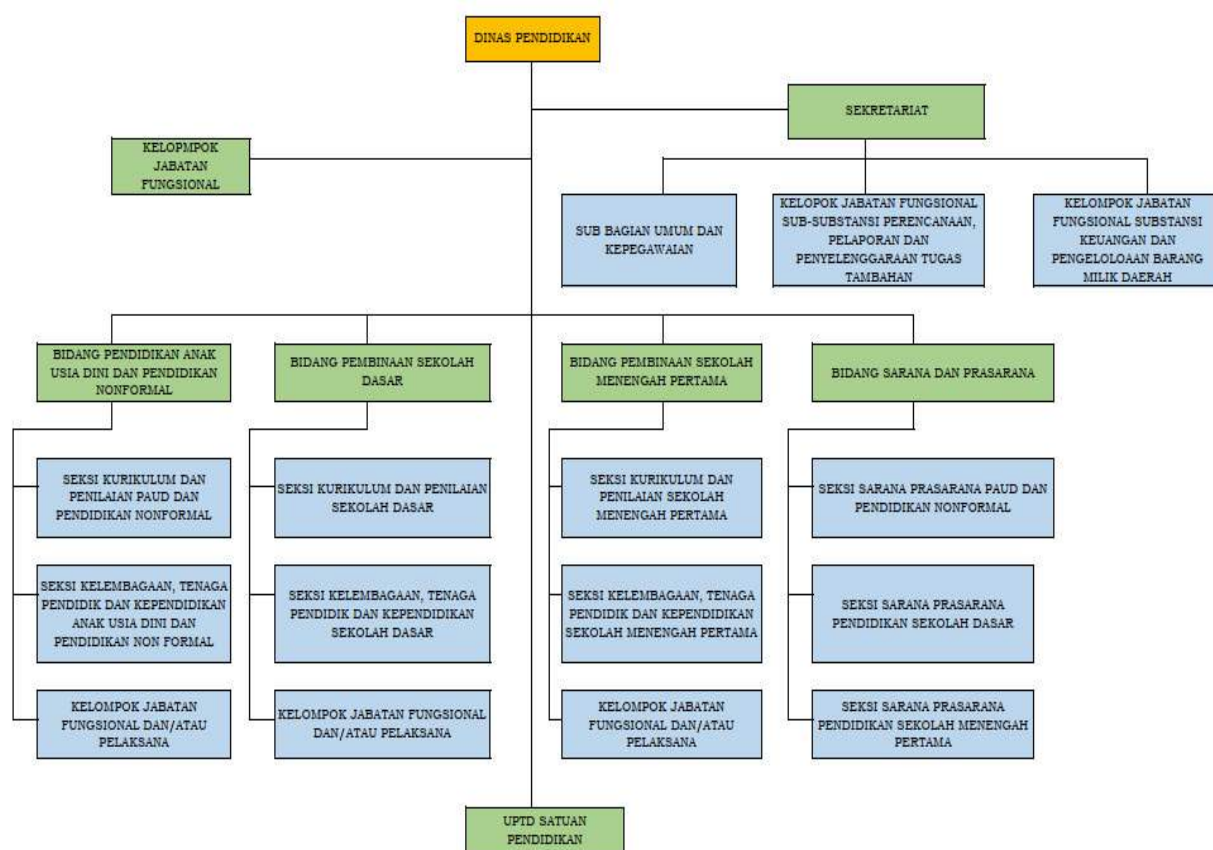 DINAS PENDIDIKAN
SEKRETARIAT
KELOPMPOK
JABATAN
FUNGSIONAL
SUB BAGIAN UMUM DAN
KEPEGAWAIAN
KELOPOK JABATAN FUNGSIONAL
SUB-SUBSTANSI PERENCANAAN,
PELAPORAN DAN
PENYELENGGARAAN TUGAS
TAMBAHAN
KELOMPOK JABATAN
FUNGSIONAL SUBSTANSI
KEUANGAN DAN
PENGELOLOAAN BARANG
MILIK DAERAH
BIDANG PENDIDIKAN ANAK
USIA DINI DAN PENDIDIKAN
NONFORMAL
BIDANG PEMBINAAN SEKOLAH
DASAR
BIDANG PEMBINAAN SEKOLAH
MENENGAH PERTAMA
BIDANG SARANA DAN PRASARANA
SEKSI KURIKULUM DAN
PENILAIAN PAUD DAN
PENDIDIKAN NONFORMAL
SEKSI KURIKULUM DAN PENILAIAN
SEKOLAH DASAR
SEKSI KURIKULUM DAN
PENILAIAN SEKOLAH
MENENGAH PERTAMA
SEKSI SARANA PRASARANA PAUD DAN
PENDIDIKAN NONFORMAL
SEKSI KELEMBAGAAN, TENAGA
PENDIDIK DAN KEPENDIDIKAN
ANAK USIA DINI DAN
PENDIDIKAN NON FORMAL
SEKSI KELEMBAGAAN, TENAGA
PENDIDIK DAN KEPENDIDIKAN
SEKOLAH DASAR
SEKSI KELEMBAGAAN, TENAGA
PENDIDIK DAN KEPENDIDIKAN
SEKOLAH MENENGAH PERTAMA
SEKSI SARANA PRASARANA
PENDIDIKAN SEKOLAH DASAR
KELOMPOK JABATAN
FUNGSIONAL DAN/ATAU
PELAKSANA
KELOMPOK JABATAN FUNGSIONAL
DAN/ATAU PELAKSANA
KELOMPOK JABATAN
FUNGSIONAL DAN/ATAU
PELAKSANA
SEKSI SARANA PRASARANA
PENDIDIKAN SEKOLAH MENENGAH
PERTAMA
UPTD SATUAN
PENDIDIKAN